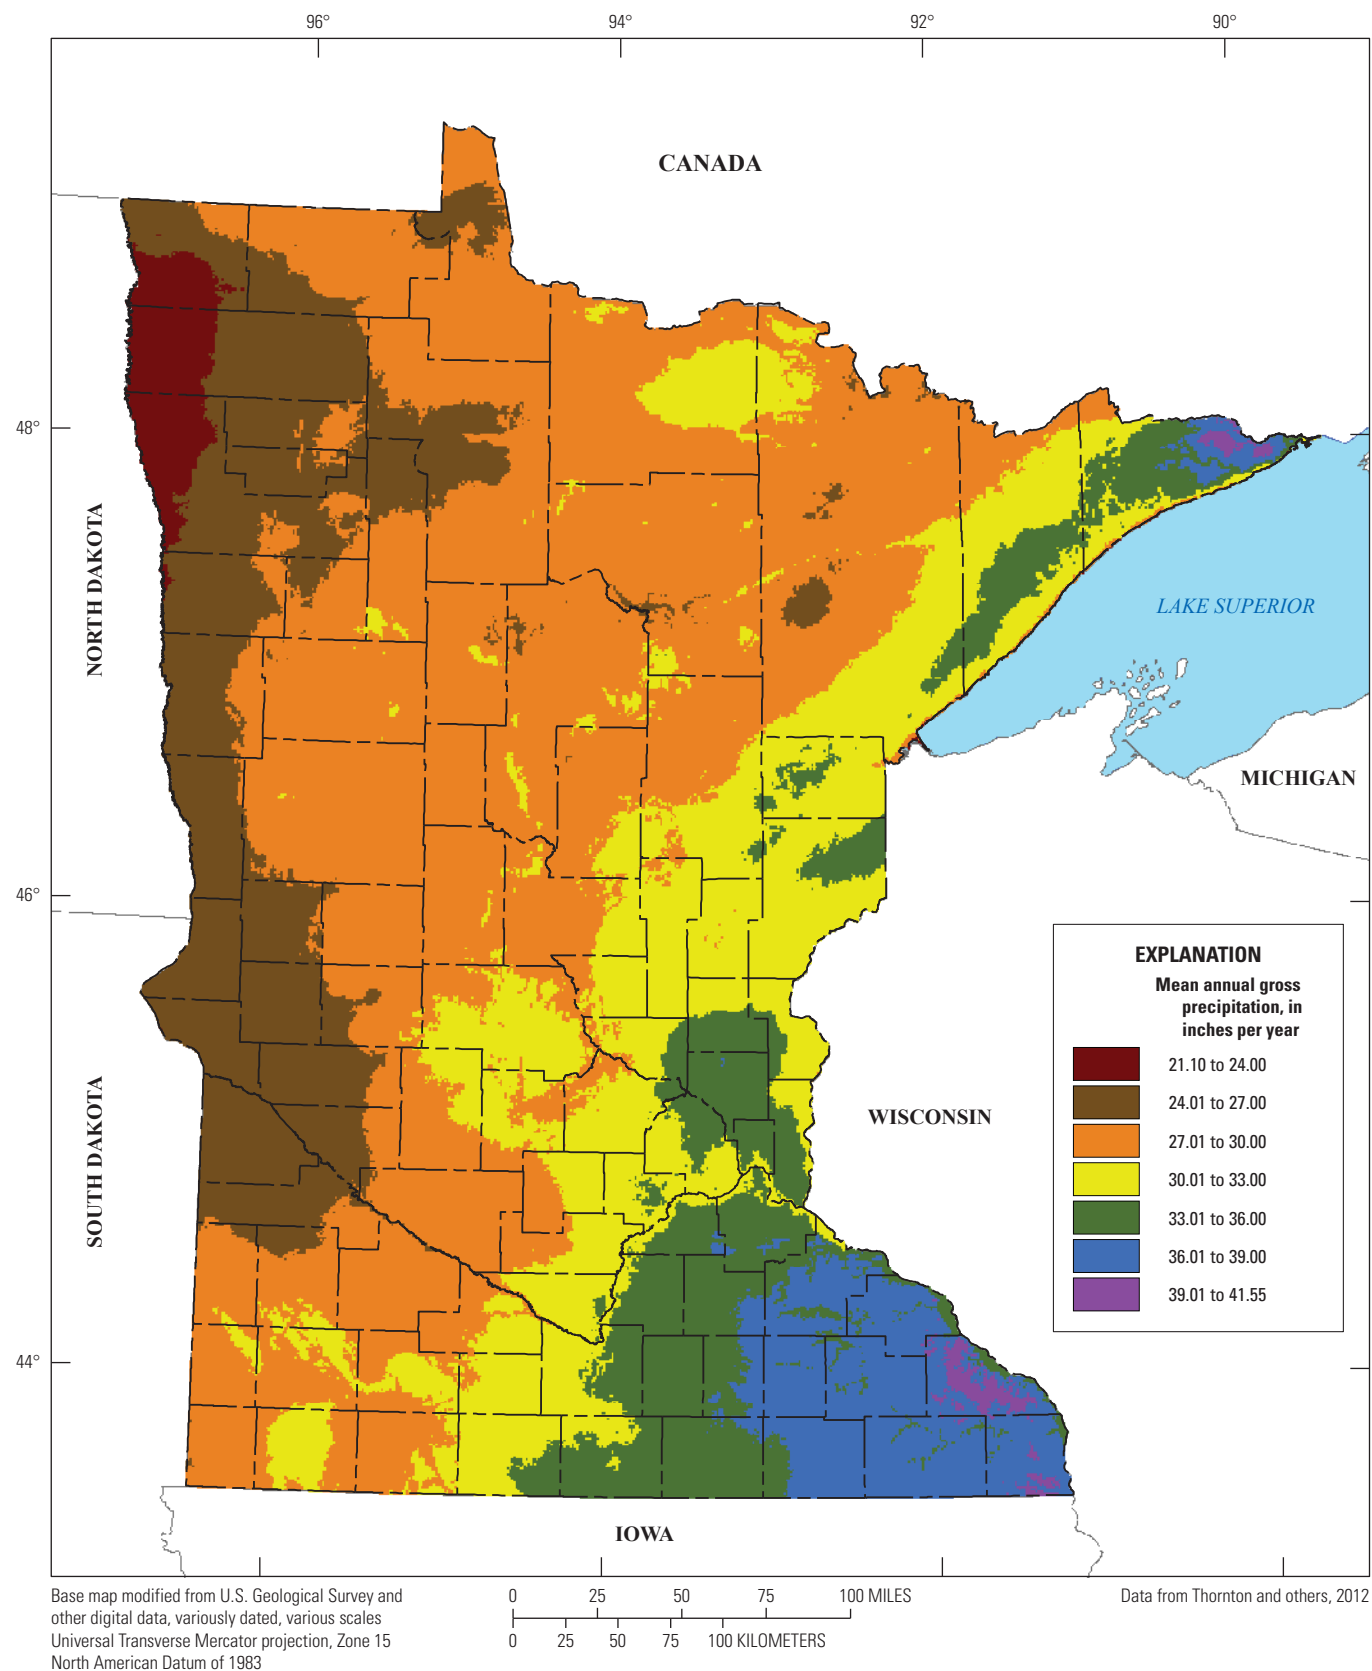 96°
94°
92°
90°
CANADA
48°
NORTH DAKOTA
LAKE SUPERIOR
MICHIGAN
46°
EXPLANATION
Mean annual gross
precipitation, in
inches per year
21.10 to 24.00
24.01 to 27.00
27.01 to 30.00
30.01 to 33.00
33.01 to 36.00
36.01 to 39.00
39.01 to 41.55
WISCONSIN
SOUTH DAKOTA
44°
IOWA
Base map modified from U.S. Geological Survey and
other digital data, variously dated, various scales
Universal Transverse Mercator projection, Zone 15
North American Datum of 1983
0 25 50 75 100 MILES
0 25 50 75 100 KILOMETERS
Data from Thornton and others, 2012